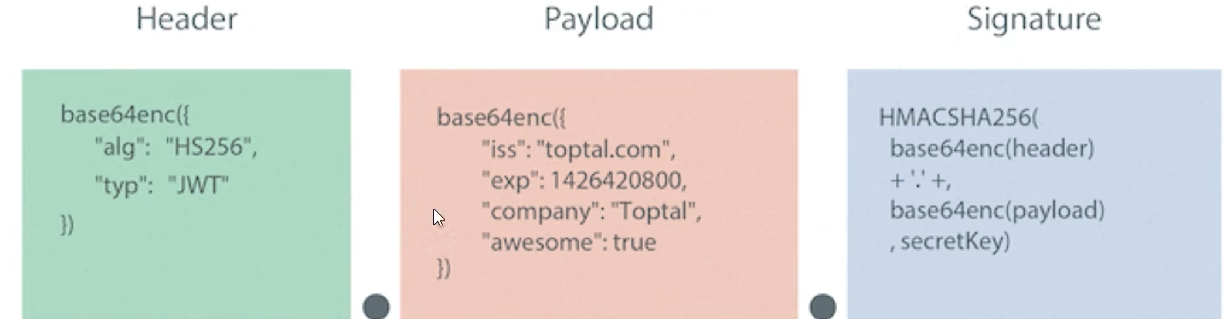 Header
base64enc({
"alg": "HS256",
"typ": "JWT"
})
Payload
base64enc({
"iss": "toptal.com",
"exp": 1426420800,
"company": "Toptal",
"awesome": true
})
Signature
HMACSHA256(
base64enc(header)
+ '.' +,
base64enc(payload)
, secretKey)